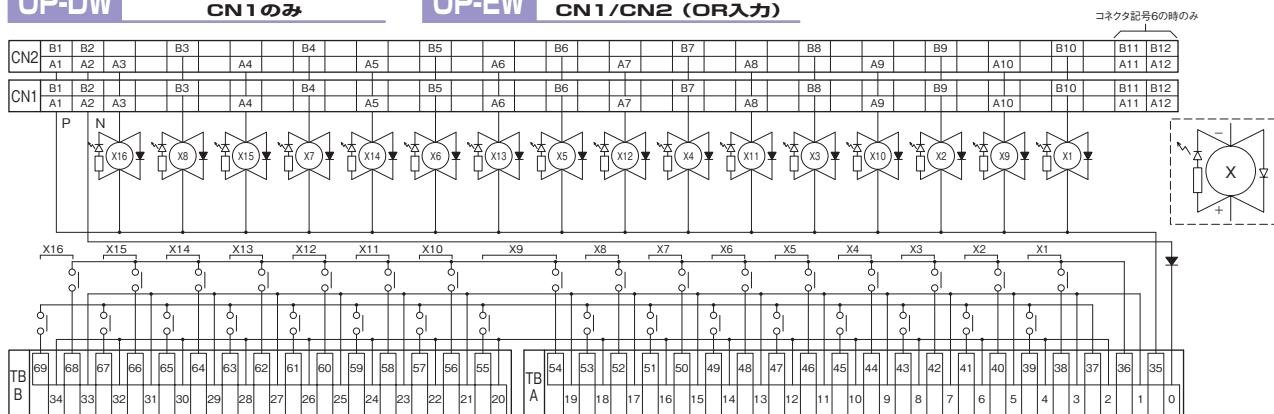 OP-DW CN1のみ OP-EW CN1/CN2（OR入力）
コネクタ記号6の時のみ
CN2 B1 B2 B3 B4 B5 B6 B7 B8 B9 B10 B11 B12
A1 A2 A3 A4 A5 A6 A7 A8 A9 A10 A11 A12
CN1 B1 B2 B3 B4 B5 B6 B7 B8 B9 B10 B11 B12
A1 A2 A3 A4 A5 A6 A7 A8 A9 A10 A11 A12
P N
X16 X8 X15 X7 X14 X6 X13 X5 X12 X4 X11 X3 X10 X2 X9 X1
−
X
+
X16 X15 X14 X13 X12 X11 X10 X9 X8 X7 X6 X5 X4 X3 X2 X1
TB B 69 68 67 66 65 64 63 62 61 60 59 58 57 56 55
34 33 32 31 30 29 28 27 26 25 24 23 22 21 20
TB A 54 53 52 51 50 49 48 47 46 45 44 43 42 41 40 39 38 37 36 35
19 18 17 16 15 14 13 12 11 10 9 8 7 6 5 4 3 2 1 0